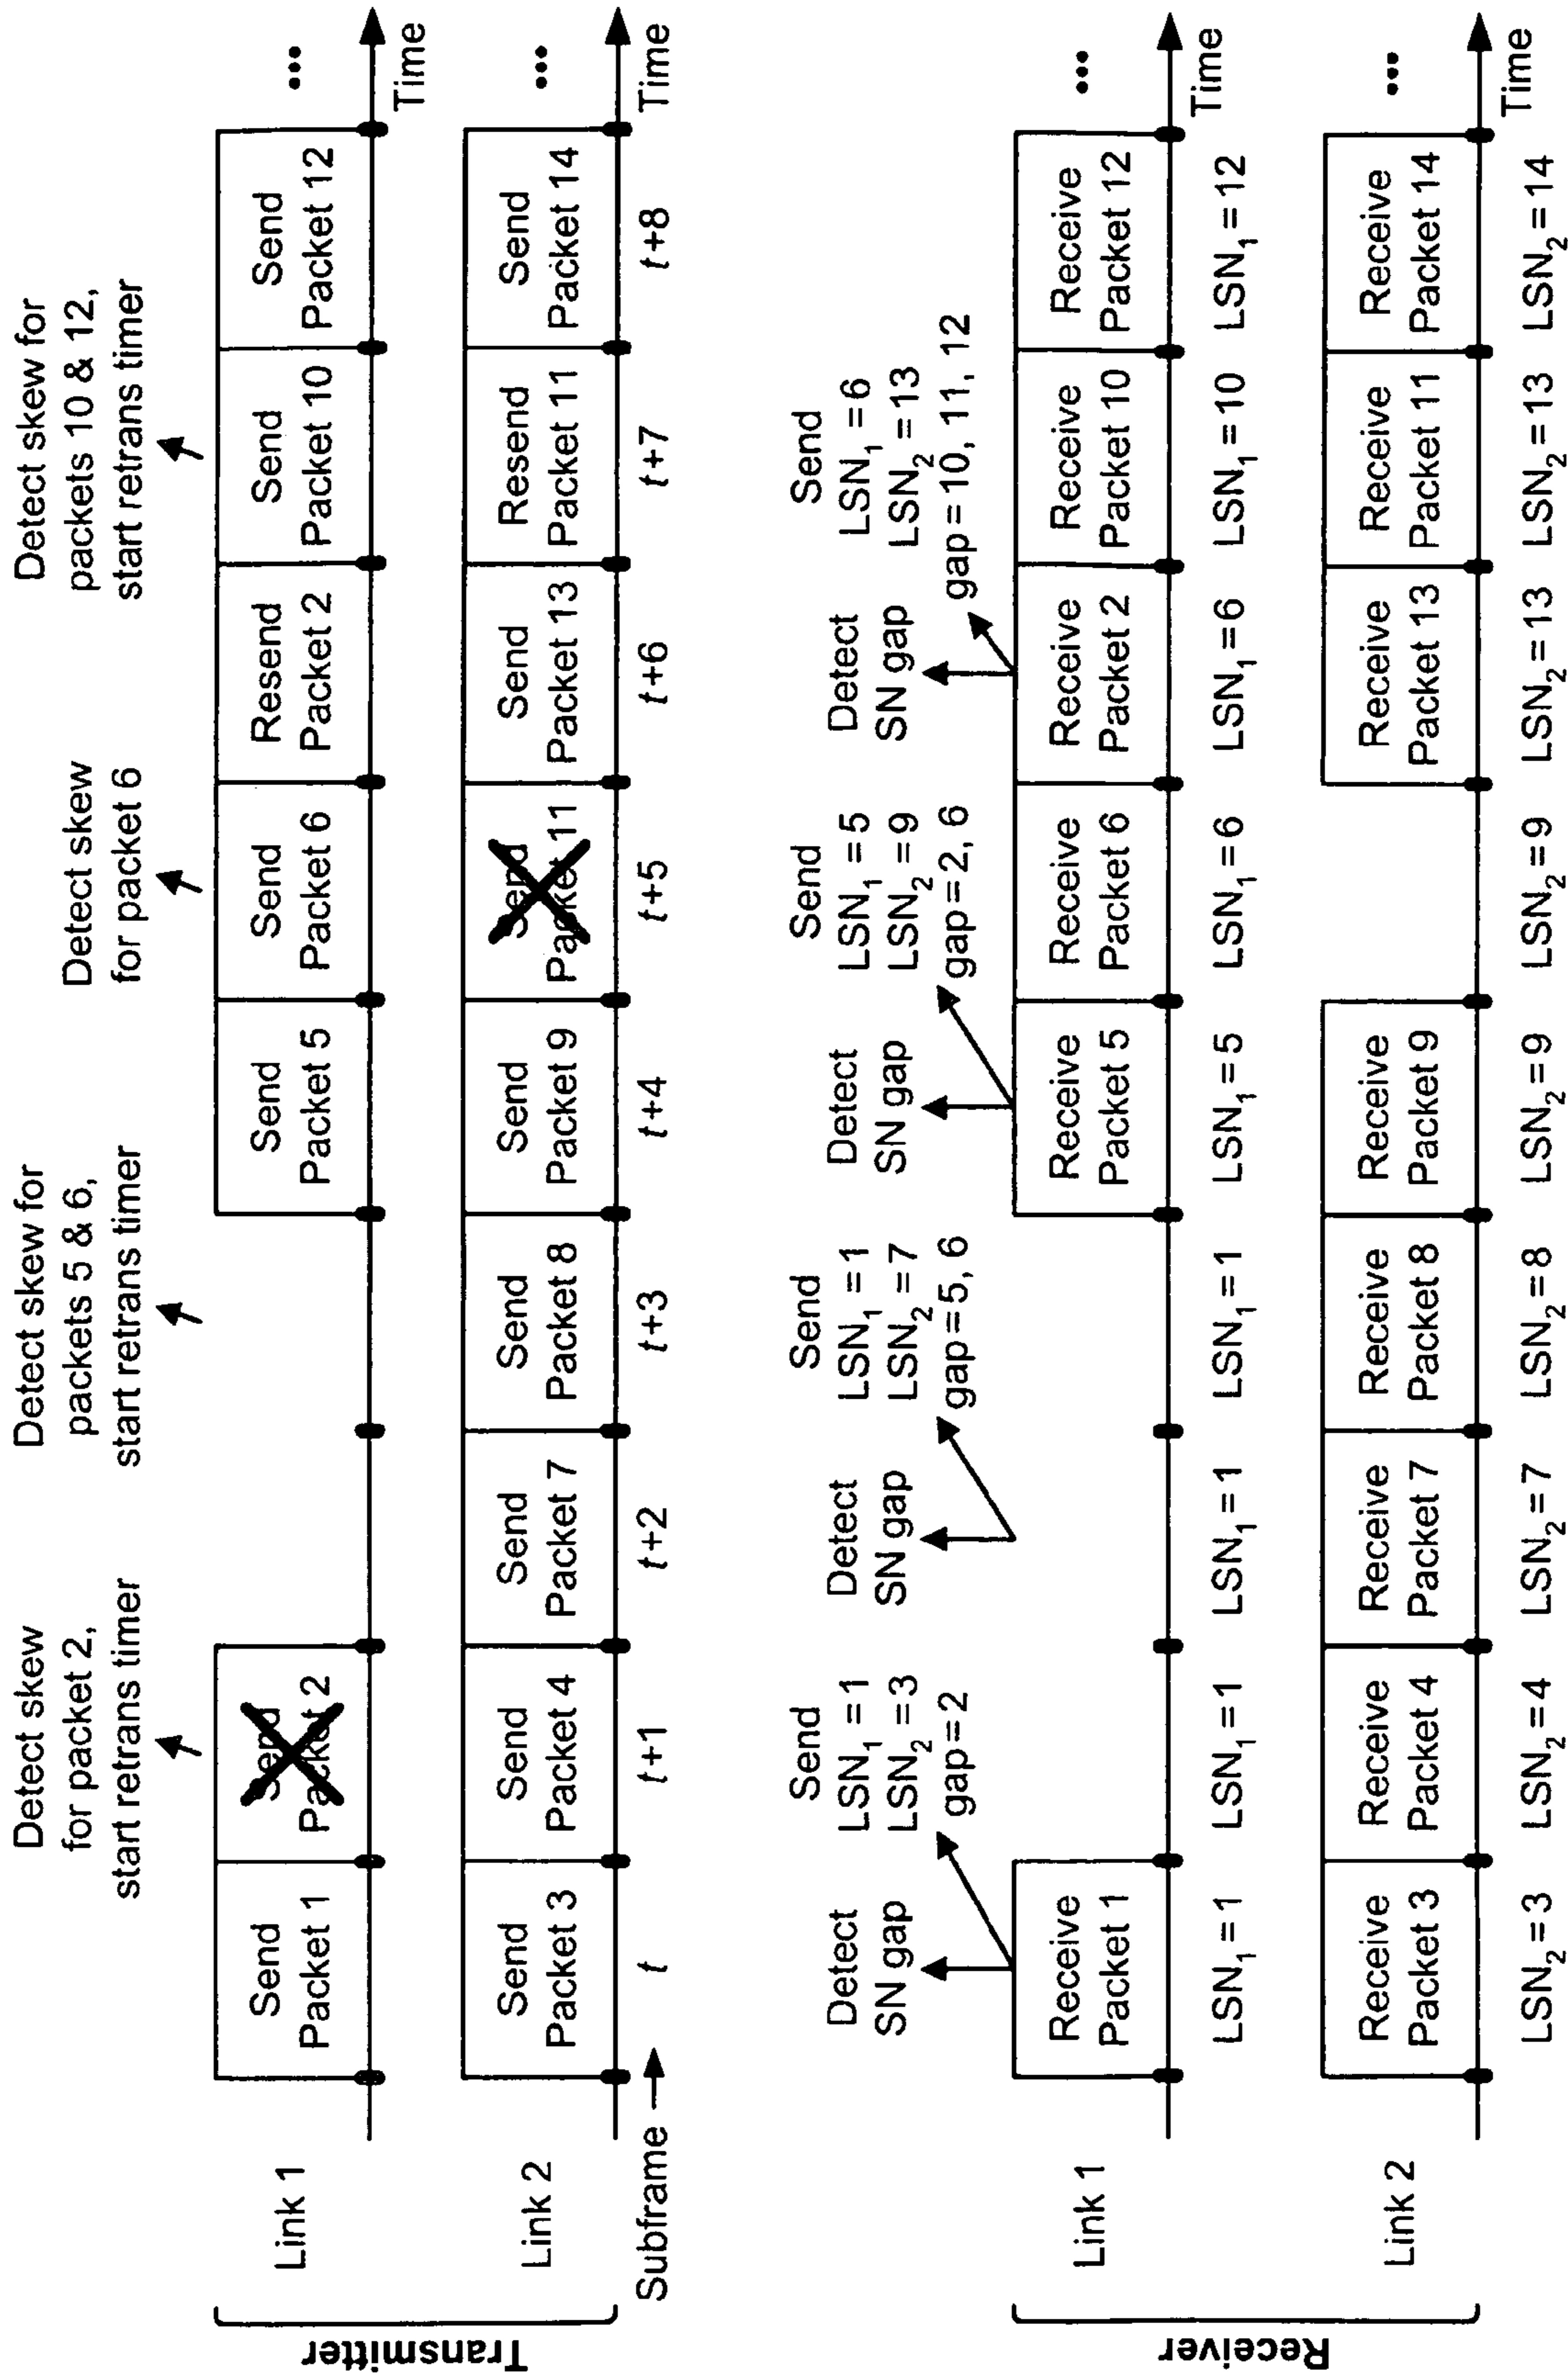 Detect skew
for packet 2,
start retrans timer
Detect skew for
packets 5 & 6,
start retrans timer
Detect skew
for packet 6
Detect skew for
packets 10 & 12,
start retrans timer
Transmitter
Link 1
Send
Packet 1
Send
Packet 2
Send
Packet 5
Send
Packet 6
Resend
Packet 2
Send
Packet 10
Send
Packet 12
...
Time
Link 2
Send
Packet 3
Send
Packet 4
Send
Packet 7
Send
Packet 8
Send
Packet 9
Send
Packet 11
Send
Packet 13
Resend
Packet 11
Send
Packet 14
...
Time
Subframe
t
t+1
t+2
t+3
t+4
t+5
t+6
t+7
t+8
Detect
SN gap
Send
LSN₁ = 1
LSN₂ = 3
gap=2
Detect
SN gap
Send
LSN₁ = 1
LSN₂ = 7
gap=5, 6
Detect
SN gap
Send
LSN₁ = 5
LSN₂ = 9
gap=2, 6
Detect
SN gap
Send
LSN₁ = 6
LSN₂ = 13
gap=10, 11, 12
Receiver
Link 1
Receive
Packet 1
Receive
Packet 5
Receive
Packet 6
Receive
Packet 2
Receive
Packet 10
Receive
Packet 12
...
Time
LSN₁ = 1
LSN₁ = 1
LSN₁ = 1
LSN₁ = 1
LSN₁ = 5
LSN₁ = 6
LSN₁ = 6
LSN₁ = 10
LSN₁ = 12
Link 2
Receive
Packet 3
Receive
Packet 4
Receive
Packet 7
Receive
Packet 8
Receive
Packet 9
Receive
Packet 13
Receive
Packet 11
Receive
Packet 14
...
Time
LSN₂ = 3
LSN₂ = 4
LSN₂ = 7
LSN₂ = 8
LSN₂ = 9
LSN₂ = 9
LSN₂ = 13
LSN₂ = 13
LSN₂ = 14